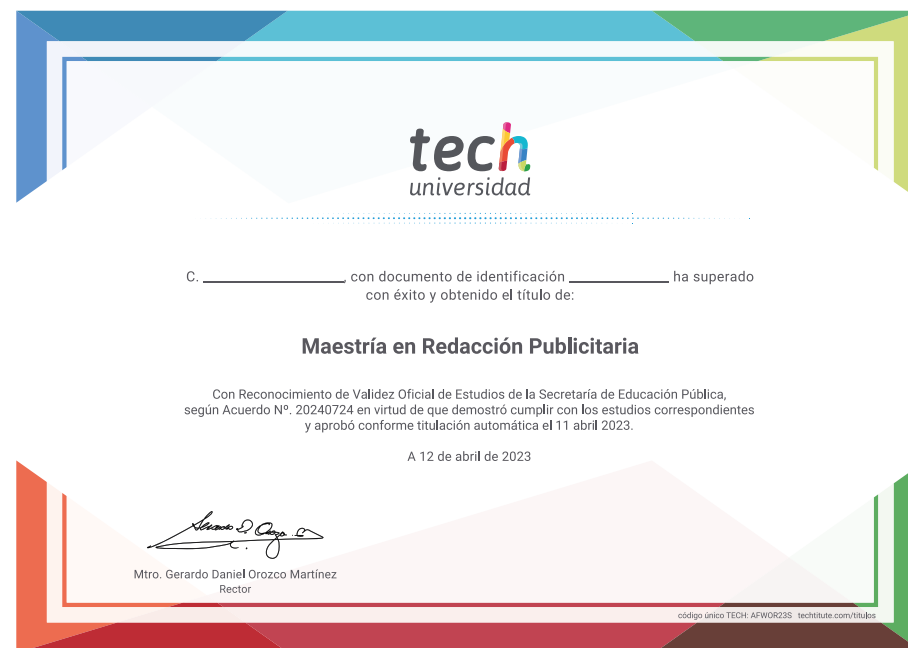 tech
universidad
C. ____________, con documento de identificación ____________ ha superado
con éxito y obtenido el título de:
Maestría en Redacción Publicitaria
Con Reconocimiento de Validez Oficial de Estudios de la Secretaría de Educación Pública,
según Acuerdo Nº. 20240724 en virtud de que demostró cumplir con los estudios correspondientes
y aprobó conforme titulación automática el 11 abril 2023.
A 12 de abril de 2023
Mtro. Gerardo Daniel Orozco Martínez
Rector
código único TECH: AFWOR23S techtitute.com/titulos